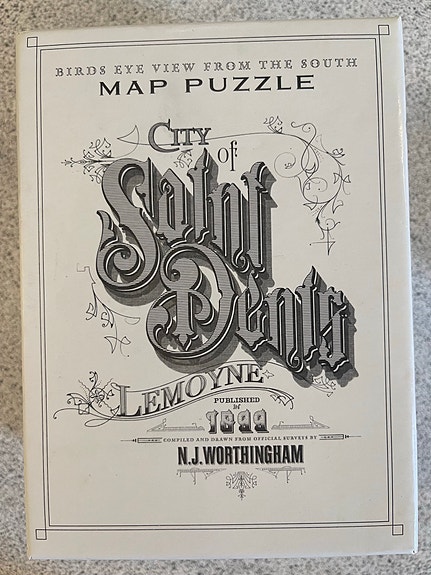 BIRDS EYE VIEW FROM THE SOUTH
MAP PUZZLE
CITY
of
Saint
Denis
LEMOYNE
PUBLISHED
IN
1899
COMPILED AND DRAWN FROM OFFICIAL SURVEYS BY
N.J. WORTHINGHAM